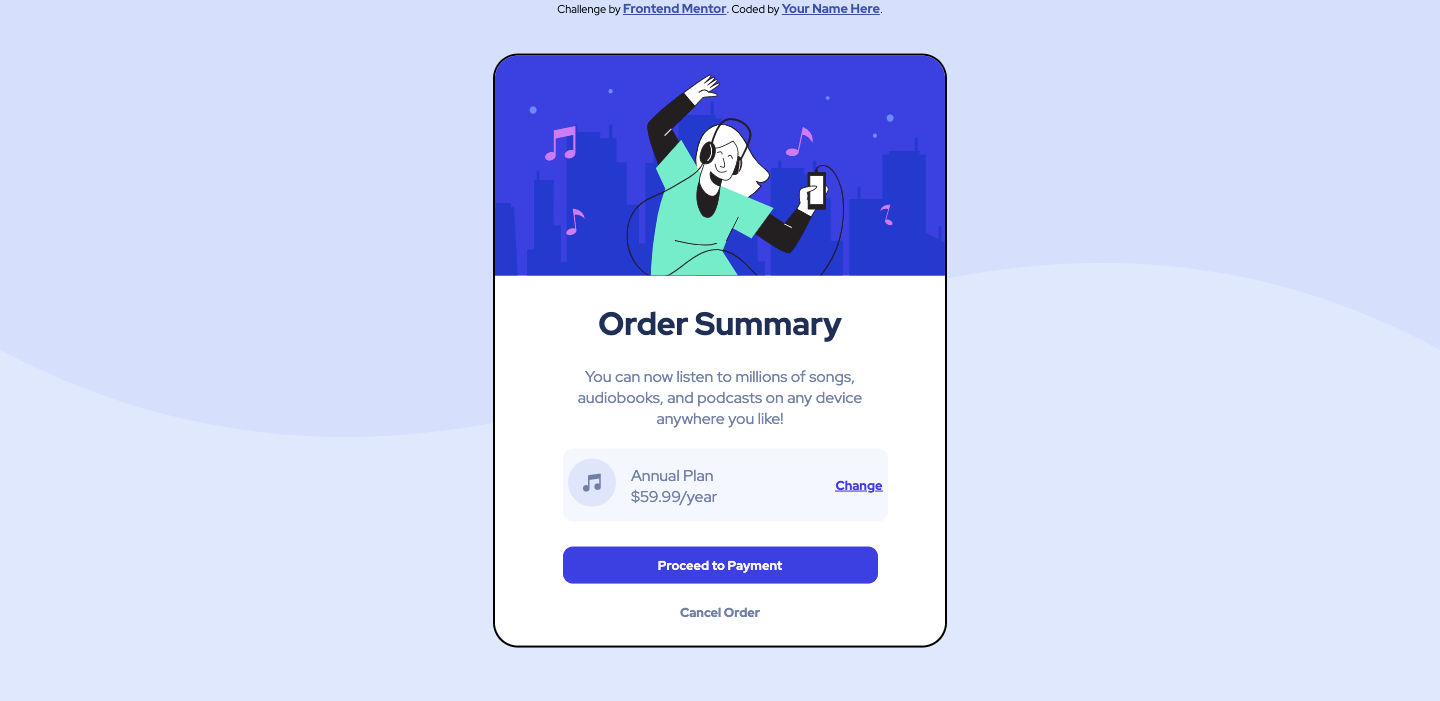 Challenge by Frontend Mentor. Coded by Your Name Here.
Order Summary
You can now listen to millions of songs,
audiobooks, and podcasts on any device
anywhere you like!
Annual Plan
$59.99/year
Change
Proceed to Payment
Cancel Order